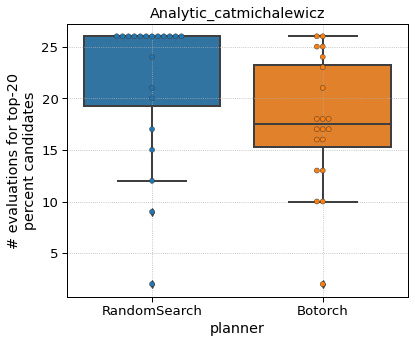 Analytic_catmichalewicz
# evaluations for top-20
percent candidates
25
20
15
10
5
RandomSearch
Botorch
planner